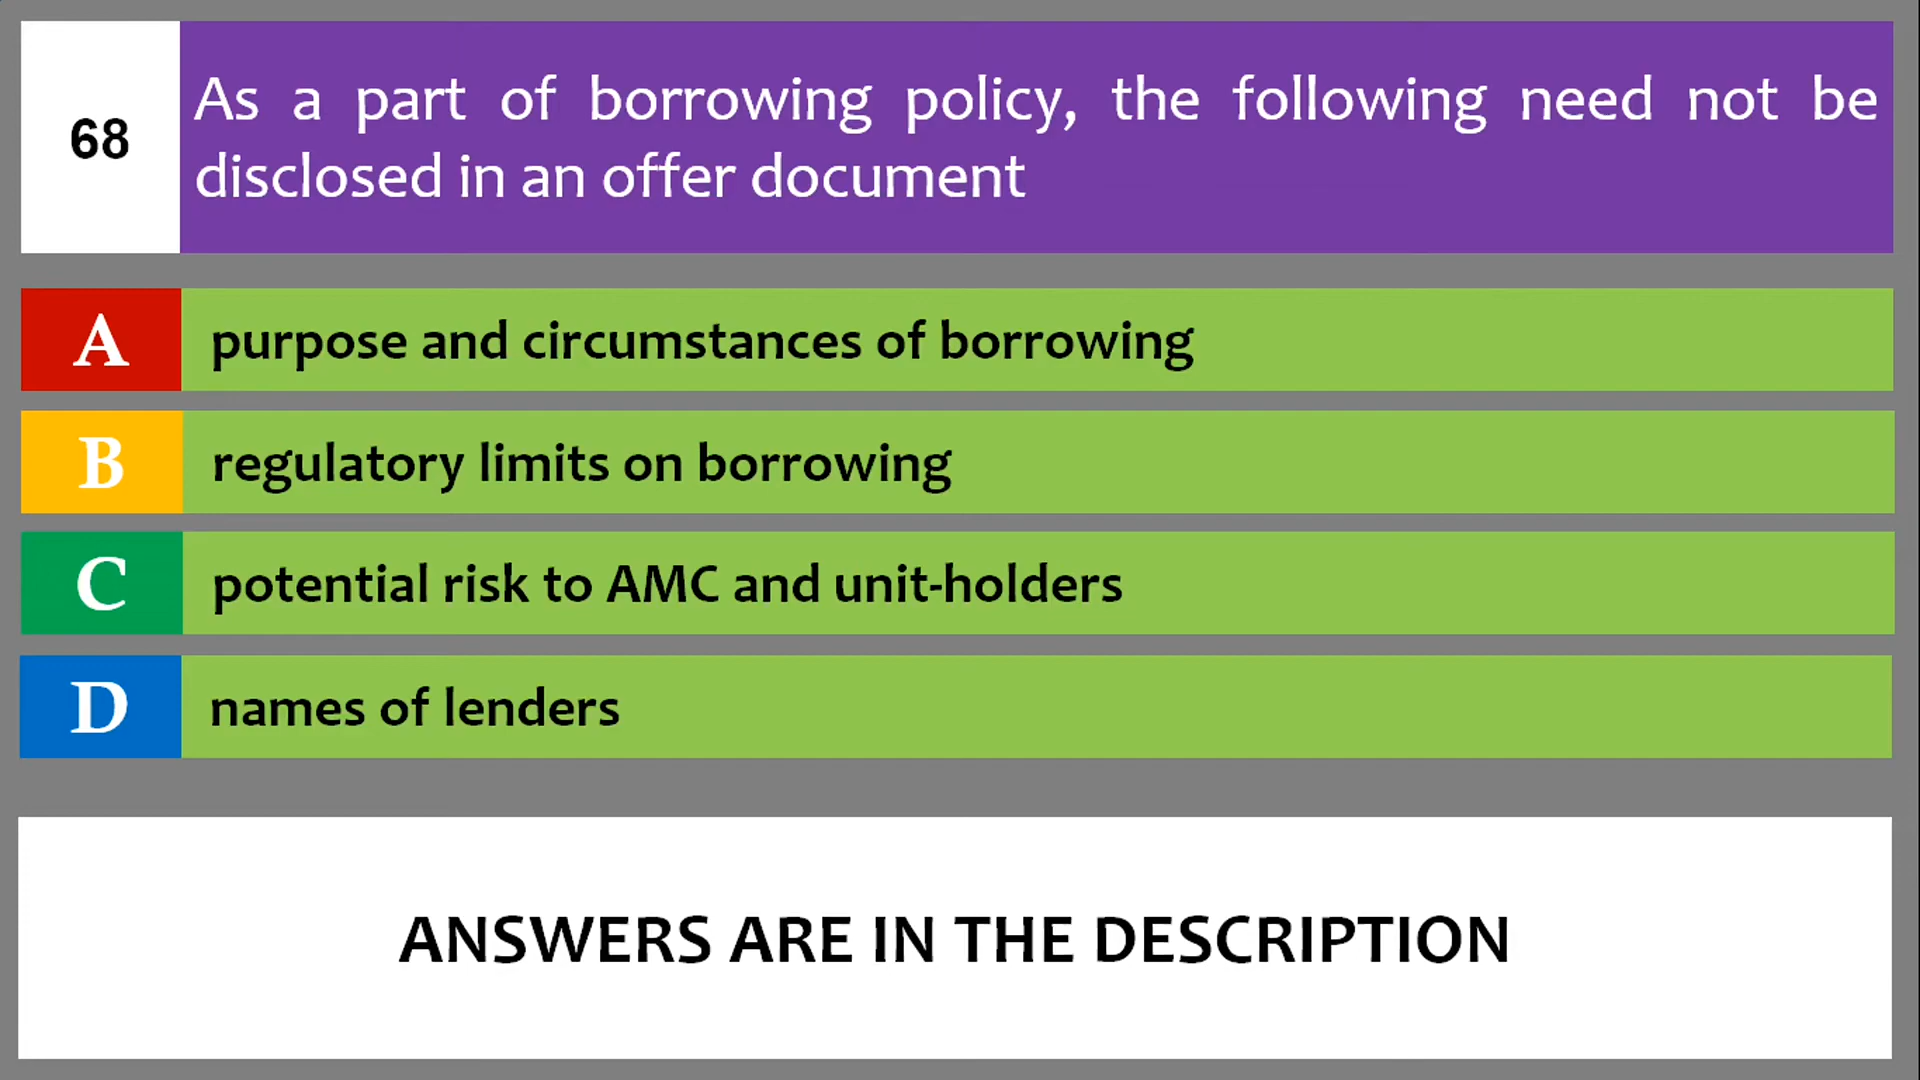 68
As a part of borrowing policy, the following need not be
disclosed in an offer document
A
purpose and circumstances of borrowing
B
regulatory limits on borrowing
C
potential risk to AMC and unit-holders
D
names of lenders
ANSWERS ARE IN THE DESCRIPTION